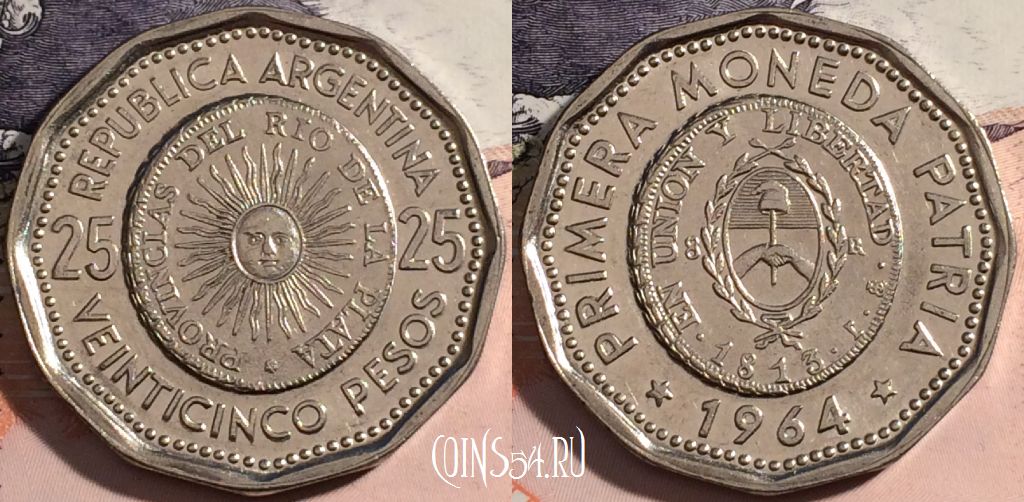 REPUBLICA ARGENTINA
PROVINCIAS DEL RIO DE LA PLATA
25 25
VEINTICINCO PESOS
PRIMERA MONEDA PATRIA
EN UNION Y LIBERTAD
8 R
1813
1964
COINS54.RU